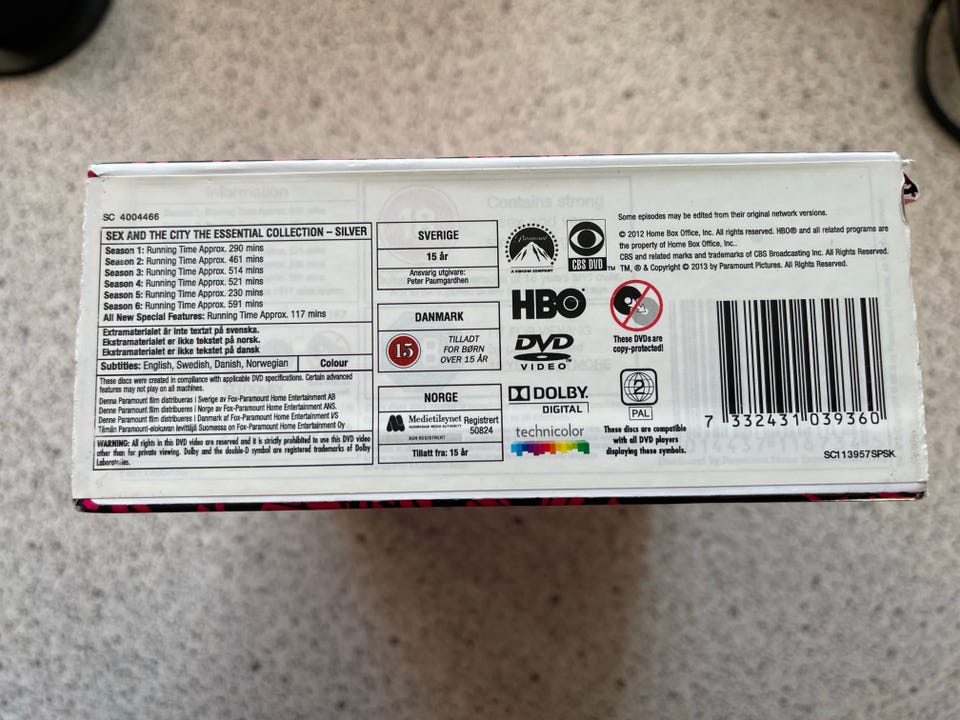 Information
Contains strong
SC 4004466
SEX AND THE CITY THE ESSENTIAL COLLECTION – SILVER
Season 1: Running Time Approx. 290 mins
Season 2: Running Time Approx. 461 mins
Season 3: Running Time Approx. 514 mins
Season 4: Running Time Approx. 521 mins
Season 5: Running Time Approx. 230 mins
Season 6: Running Time Approx. 591 mins
All New Special Features: Running Time Approx. 117 mins
Extramaterialet är inte textat på svenska.
Ekstramaterialet er ikke tekstet på norsk.
Ekstramaterialet er ikke tekstet på dansk
Subtitles: English, Swedish, Danish, Norwegian
Colour
These discs were created in compliance with applicable DVD specifications. Certain advanced
features may not play on all machines.
Denna Paramount film distribueras i Sverige av Fox-Paramount Home Entertainment AB
Denne Paramount film distribueres i Norge av Fox-Paramount Home Entertainment ANS.
Denne Paramount film distribueres i Danmark af Fox-Paramount Home Entertainment I/S
Tämän Paramount-elokuvan levittäjä Suomessa on Fox-Paramount Home Entertainment Oy
WARNING: All rights in this DVD video are reserved and it is strictly prohibited to use this DVD video
other than for private viewing. Dolby and the double-D symbol are registered trademarks of Dolby
Laboratories.
SVERIGE
15 år
Ansvarig utgivare:
Peter Paumgardhen
DANMARK
15
TILLADT
FOR BØRN
OVER 15 ÅR
NORGE
Medietilsynet
NORWEGIAN MEDIA AUTHORITY
KUN REGISTRERT
Registrert
50824
Tillatt fra: 15 år
Paramount
A VIACOM COMPANY
CBS DVD
™
HBO®
DVD
VIDEO™
DOLBY
DIGITAL
technicolor
Some episodes may be edited from their original network versions.
© 2012 Home Box Office, Inc. All rights reserved. HBO® and all related programs are
the property of Home Box Office, Inc..
CBS and related marks and trademarks of CBS Broadcasting Inc. All Rights Reserved.
TM, ® & Copyright © 2013 by Paramount Pictures. All Rights Reserved.
These DVDs are
copy-protected!
2
PAL
These discs are compatible
with all DVD players
displaying these symbols.
7 332431 039360
SC113957SPSK